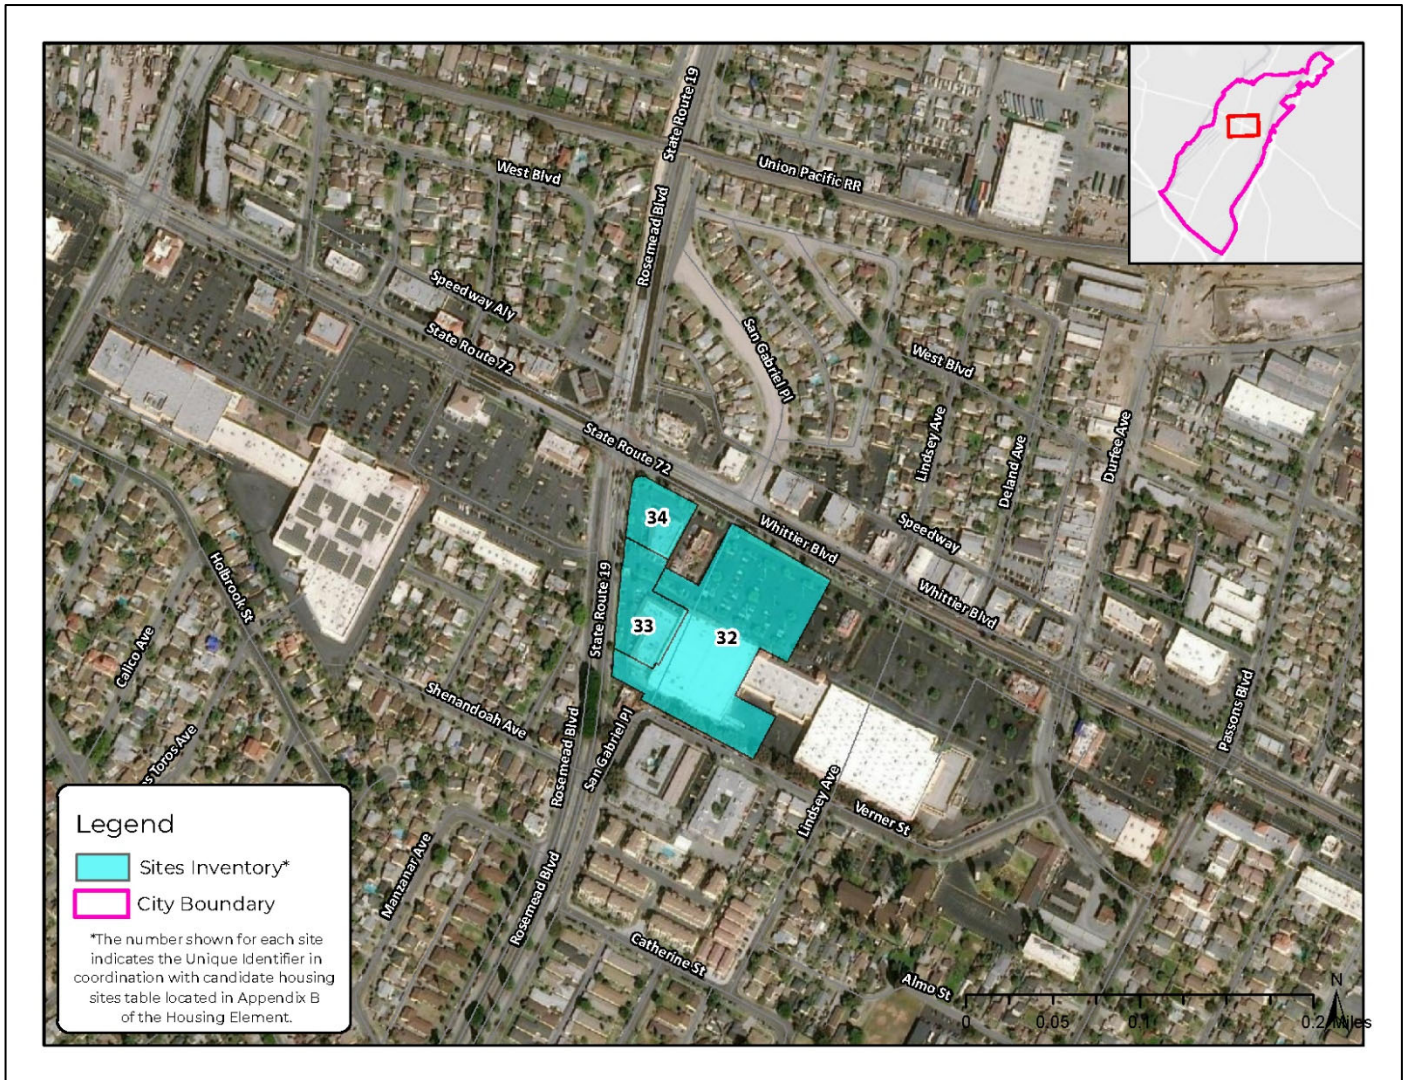 State Route 19
West Blvd
Union Pacific RR
Rosemead Blvd
Speedway Aly
State Route 72
San Gabriel Pl
West Blvd
Lindsey Ave
Deland Ave
Durfee Ave
State Route 72
34
Whittier Blvd
Speedway
Holbrook St
State Route 19
33
32
Whittier Blvd
Calico Ave
Shenandoah Ave
Passons Blvd
os Toros Ave
Rosemead Blvd
San Gabriel Pl
Lindsey Ave
Verner St
Manzanar Ave
Rosemead Blvd
Catherine St
Almo St
Legend
Sites Inventory*
City Boundary
*The number shown for each site
indicates the Unique Identifier in
coordination with candidate housing
sites table located in Appendix B
of the Housing Element.
N
0 0.05 0.1 0.2 Miles